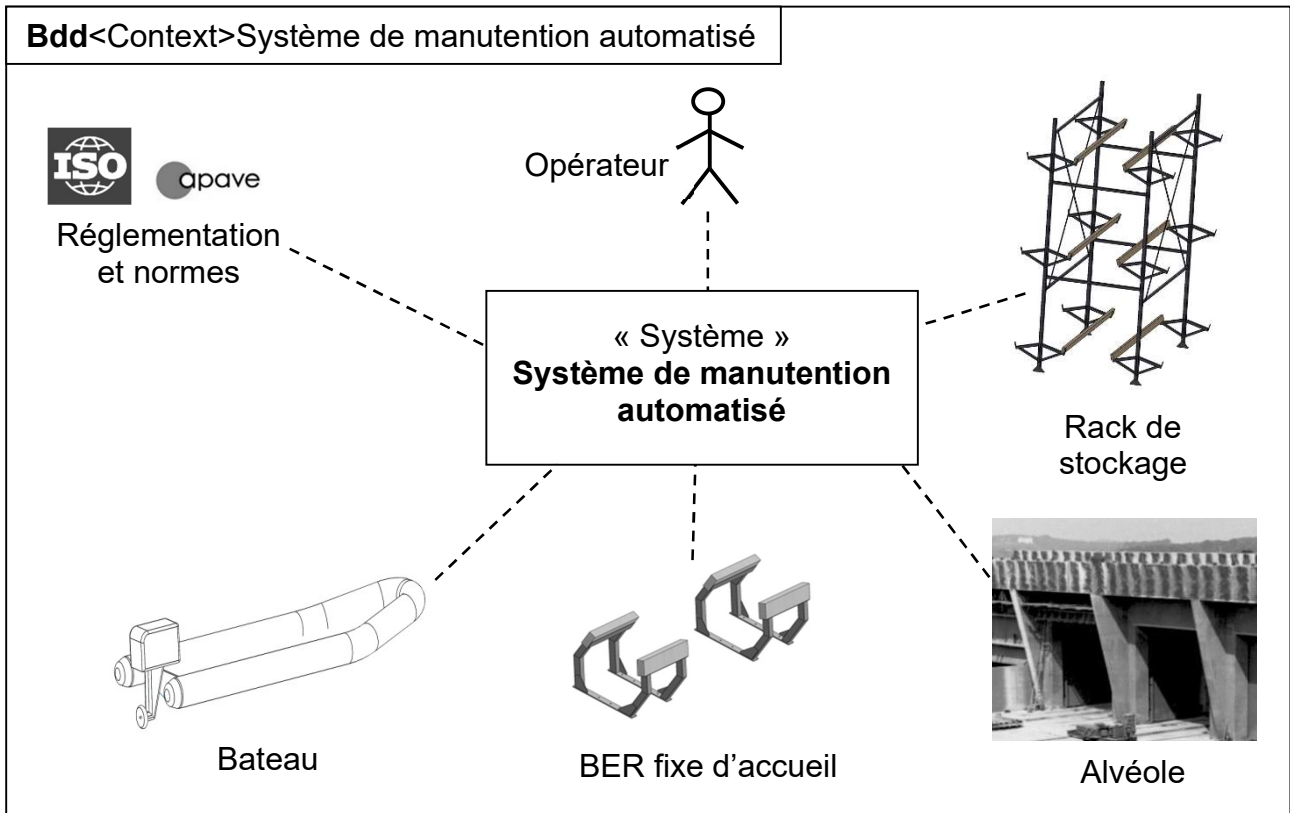 Bdd<Context>Système de manutention automatisé
ISO
apave
Réglementation
et normes
Opérateur
« Système »
Système de manutention
automatisé
Rack de
stockage
Bateau
BER fixe d’accueil
Alvéole